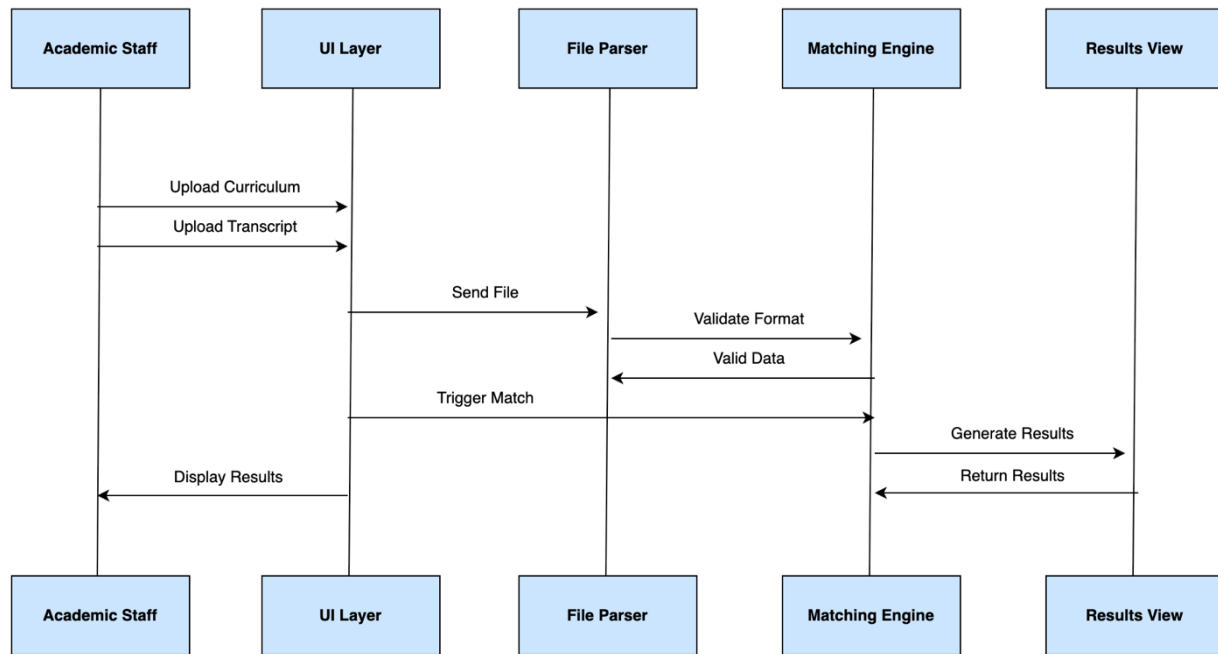 Academic Staff
UI Layer
File Parser
Matching Engine
Results View
Upload Curriculum
Upload Transcript
Send File
Validate Format
Valid Data
Trigger Match
Generate Results
Display Results
Return Results
Academic Staff
UI Layer
File Parser
Matching Engine
Results View